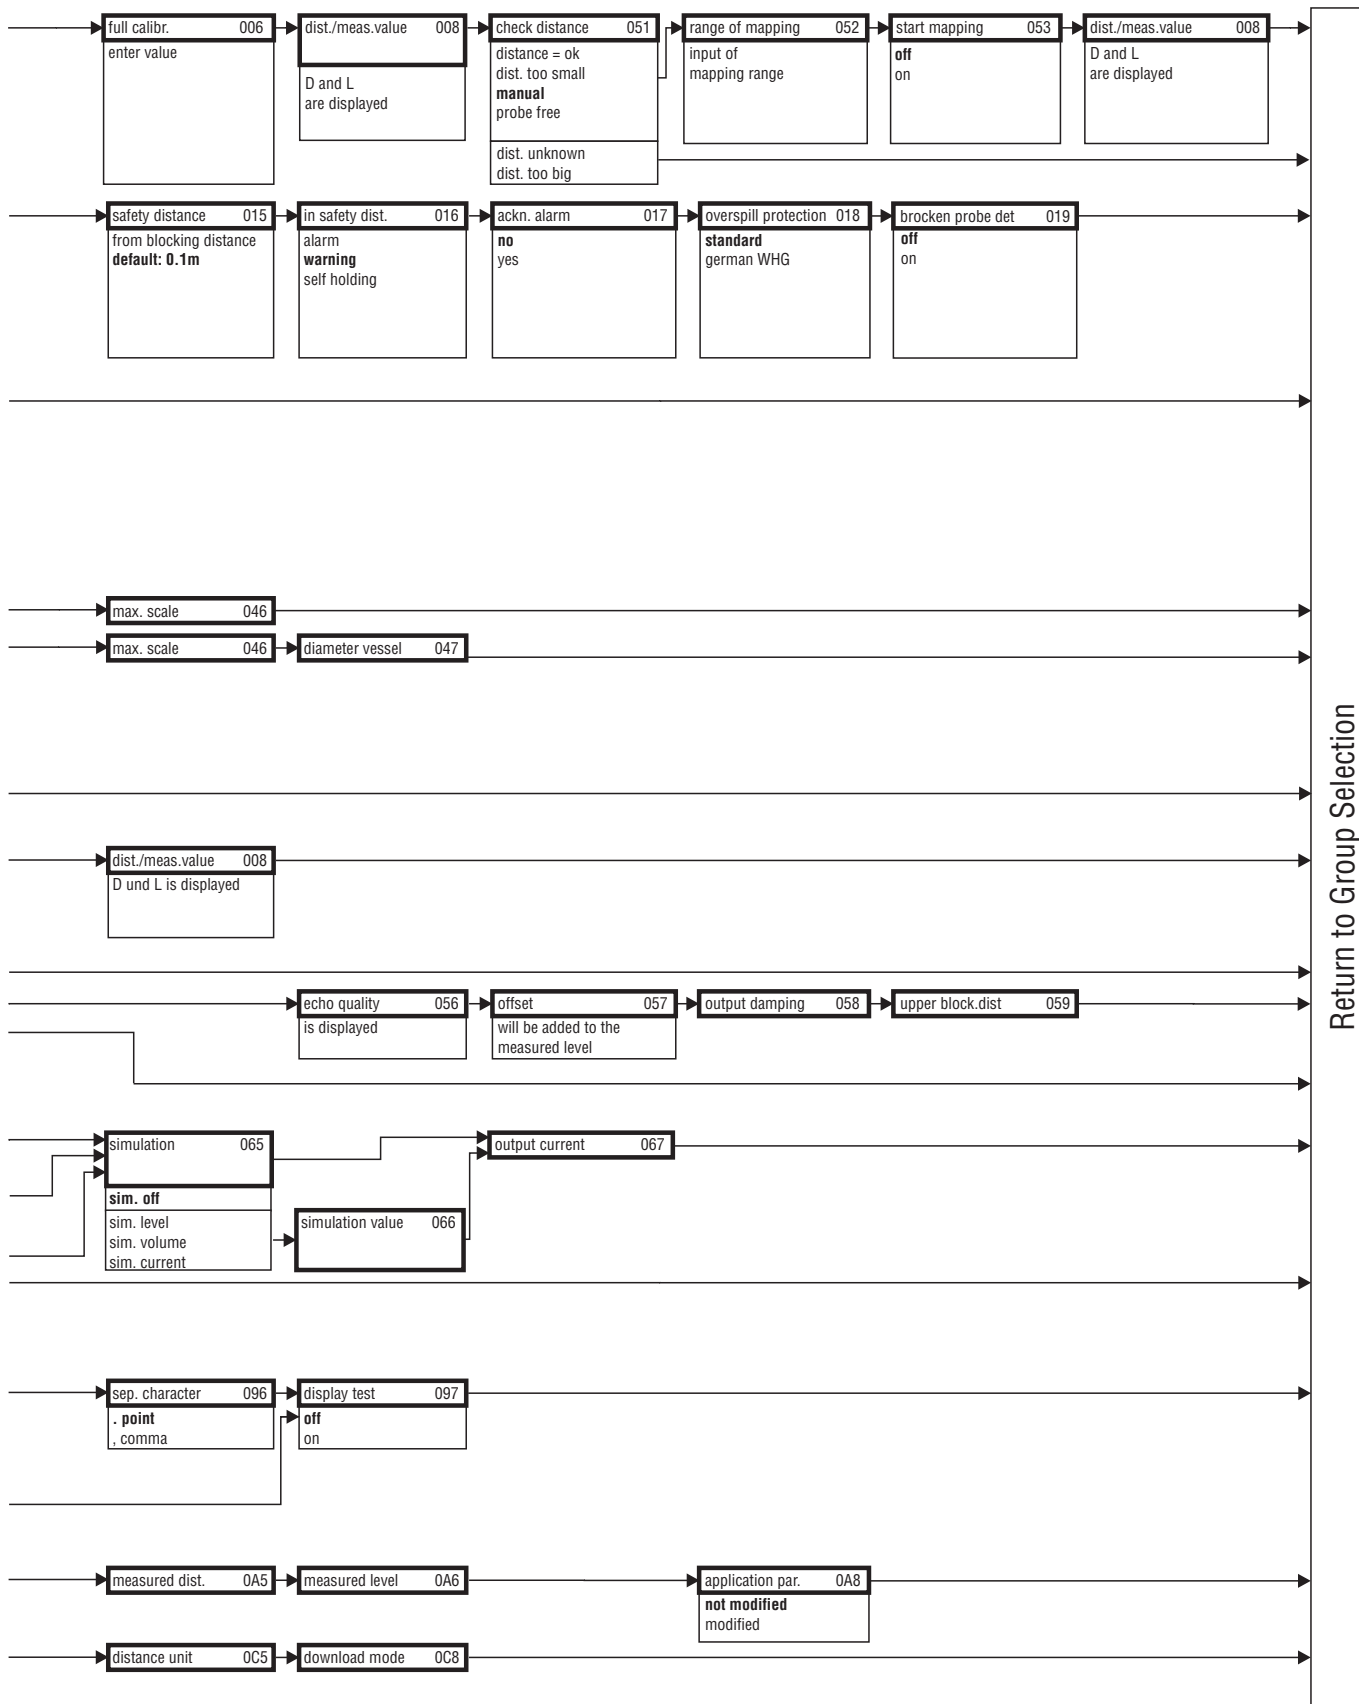 full calibr. 006
enter value
dist./meas.value 008
D and L
are displayed
check distance 051
distance = ok
dist. too small
manual
probe free
dist. unknown
dist. too big
range of mapping 052
input of
mapping range
start mapping 053
off
on
dist./meas.value 008
D and L
are displayed
safety distance 015
from blocking distance
default: 0.1m
in safety dist. 016
alarm
warning
self holding
ackn. alarm 017
no
yes
overspill protection 018
standard
german WHG
brocken probe det 019
off
on
max. scale 046
max. scale 046
diameter vessel 047
dist./meas.value 008
D und L is displayed
echo quality 056
is displayed
offset 057
will be added to the
measured level
output damping 058
upper block.dist 059
simulation 065
sim. off
sim. level
sim. volume
sim. current
simulation value 066
output current 067
sep. character 096
. point
, comma
display test 097
off
on
measured dist. 0A5
measured level 0A6
application par. 0A8
not modified
modified
distance unit 0C5
download mode 0C8
Return to Group Selection